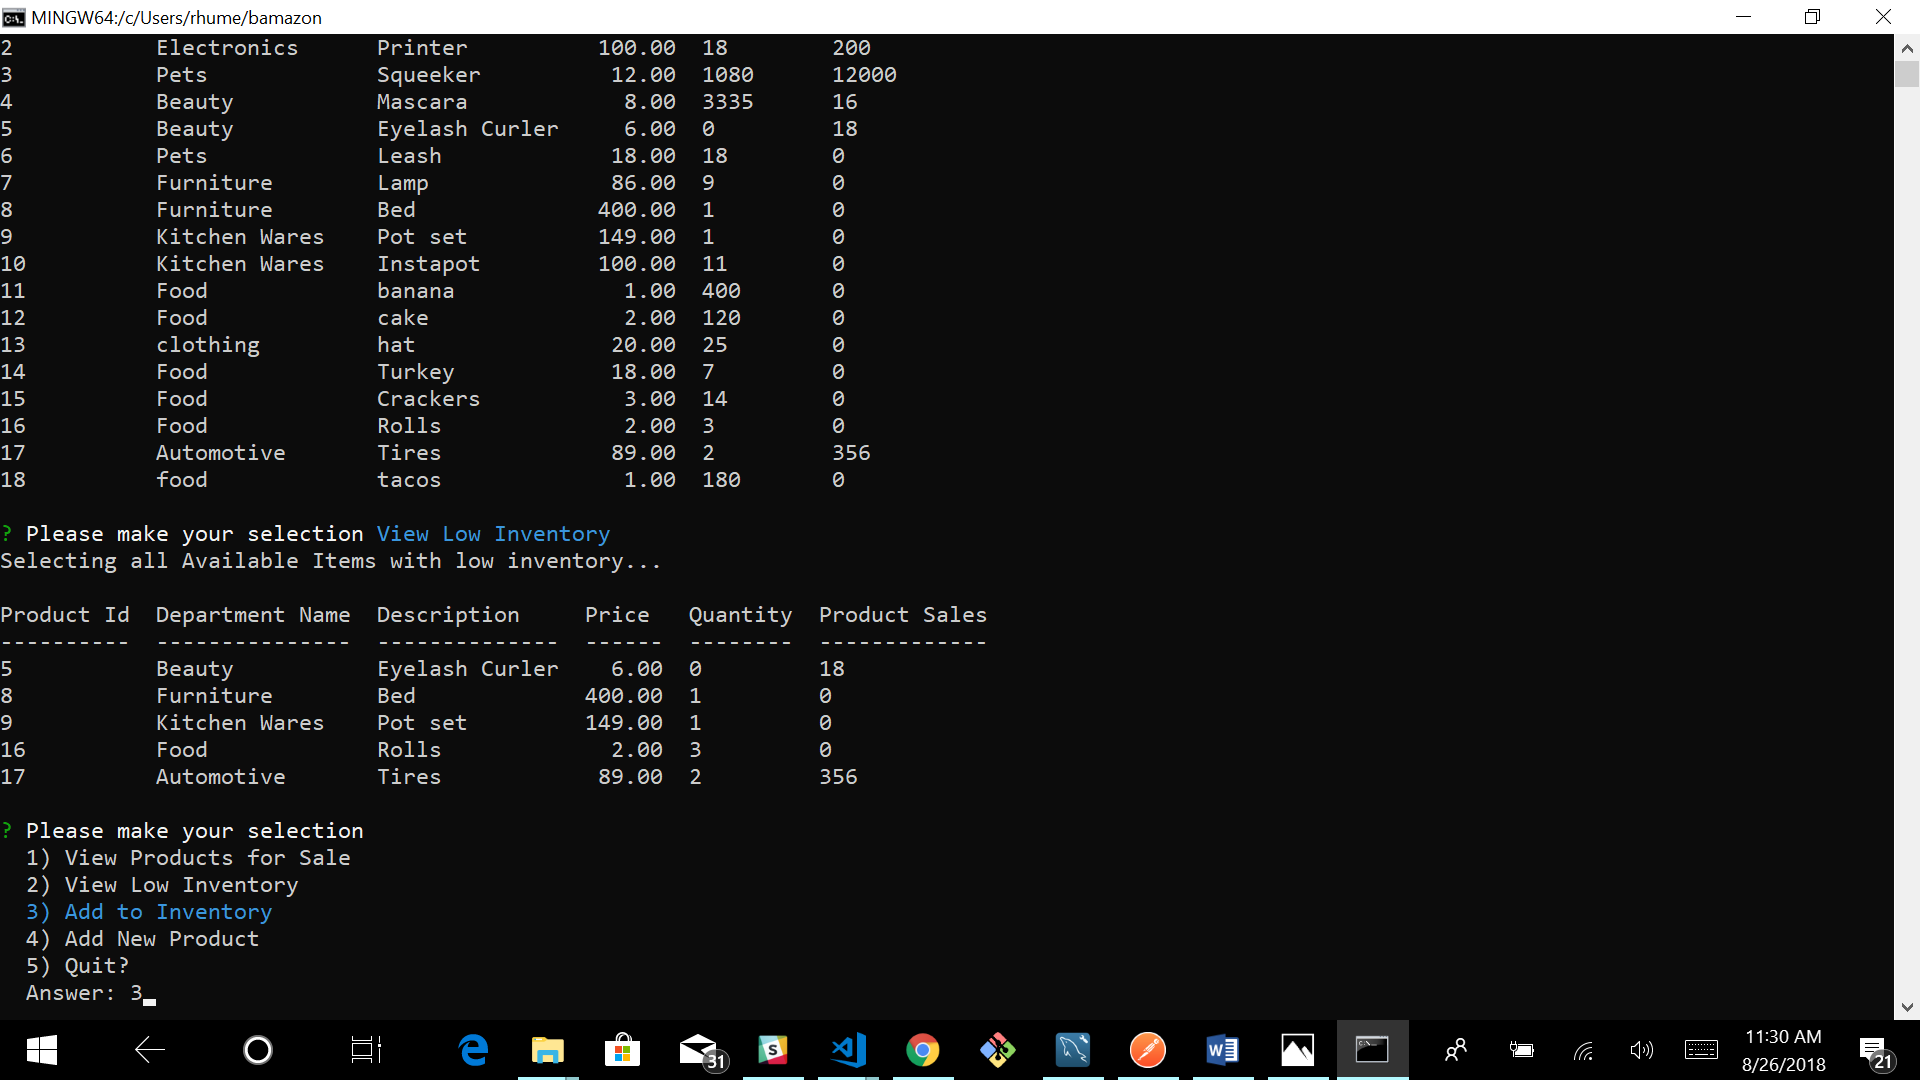 MINGW64:/c/Users/rhume/bamazon
2 Electronics Printer 100.00 18 200
3 Pets Squeeker 12.00 1080 12000
4 Beauty Mascara 8.00 3335 16
5 Beauty Eyelash Curler 6.00 0 18
6 Pets Leash 18.00 18 0
7 Furniture Lamp 86.00 9 0
8 Furniture Bed 400.00 1 0
9 Kitchen Wares Pot set 149.00 1 0
10 Kitchen Wares Instapot 100.00 11 0
11 Food banana 1.00 400 0
12 Food cake 2.00 120 0
13 clothing hat 20.00 25 0
14 Food Turkey 18.00 7 0
15 Food Crackers 3.00 14 0
16 Food Rolls 2.00 3 0
17 Automotive Tires 89.00 2 356
18 food tacos 1.00 180 0
? Please make your selection View Low Inventory
Selecting all Available Items with low inventory...
Product Id Department Name Description Price Quantity Product Sales
---------- --------------- -------------- ------ -------- -------------
5 Beauty Eyelash Curler 6.00 0 18
8 Furniture Bed 400.00 1 0
9 Kitchen Wares Pot set 149.00 1 0
16 Food Rolls 2.00 3 0
17 Automotive Tires 89.00 2 356
? Please make your selection
1) View Products for Sale
2) View Low Inventory
3) Add to Inventory
4) Add New Product
5) Quit?
Answer: 3
31
11:30 AM
8/26/2018
21